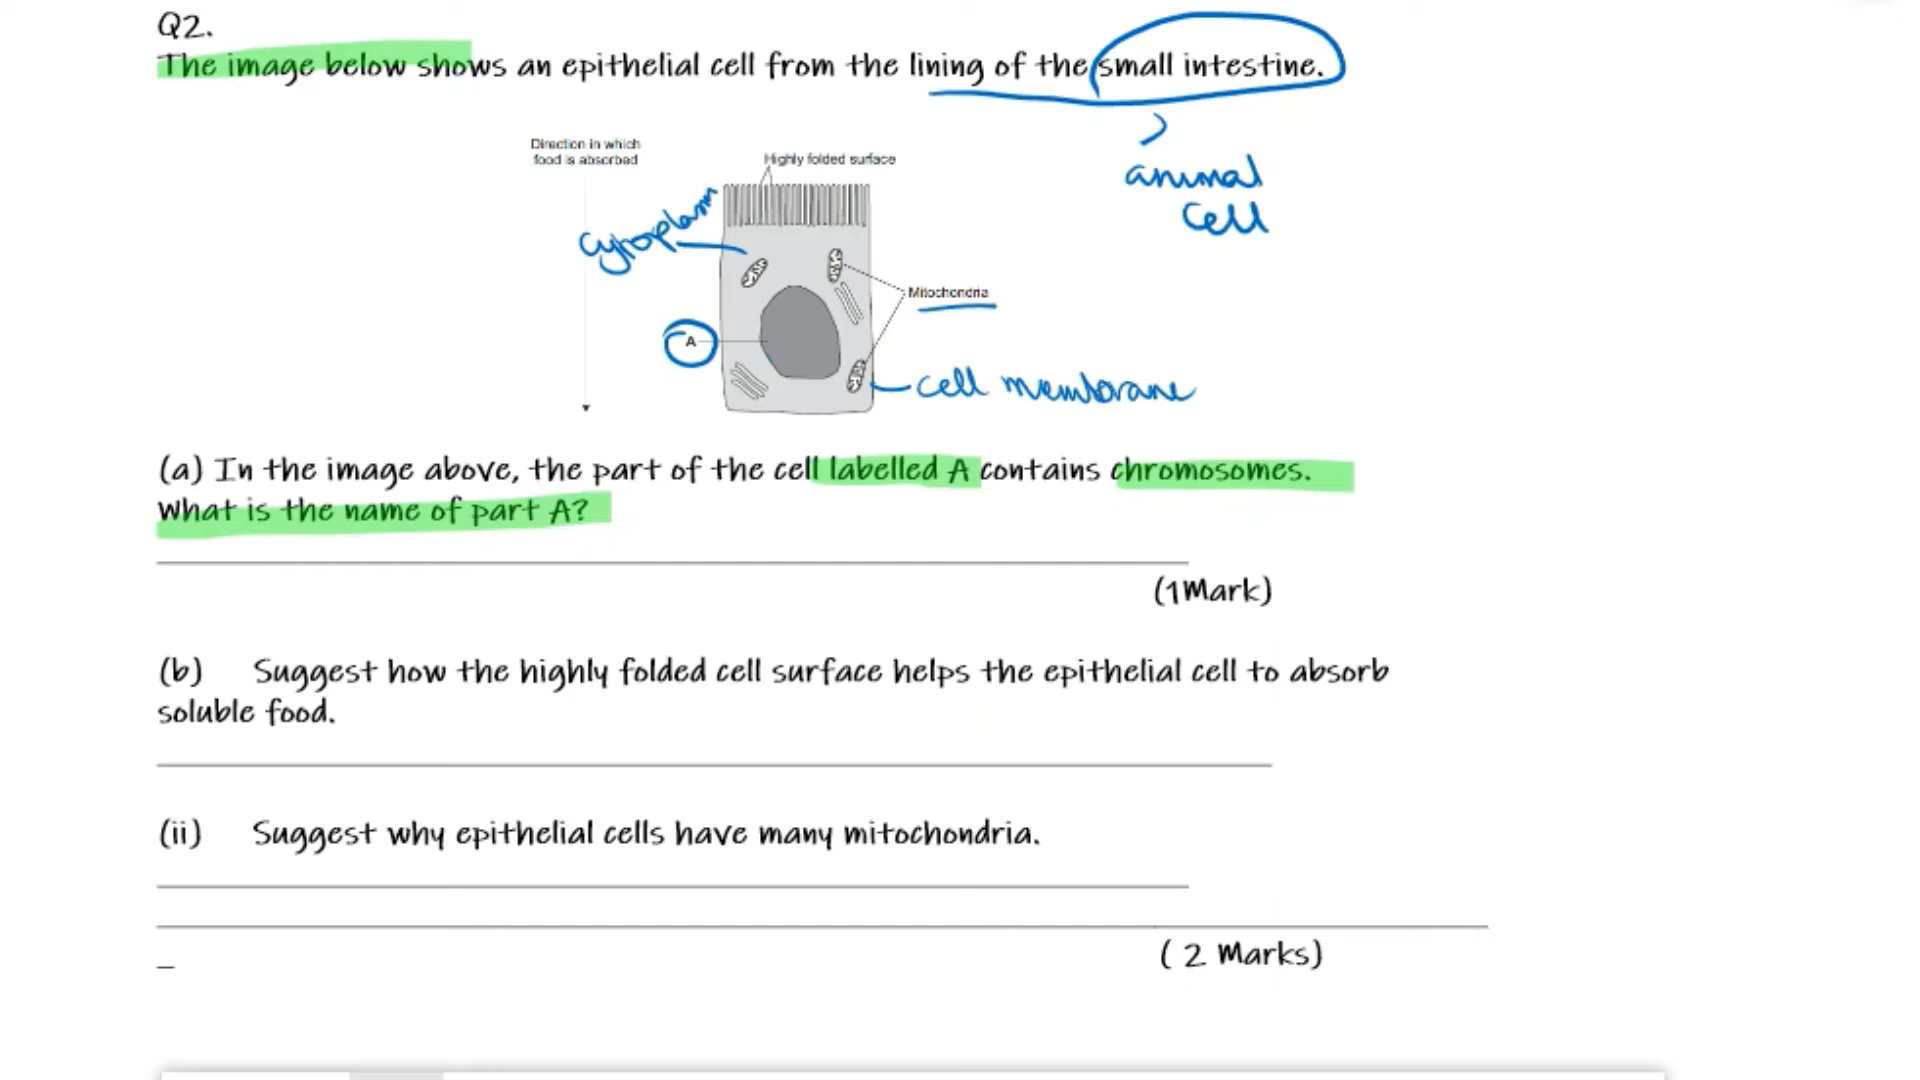 Q2.
The image below shows an epithelial cell from the lining of the small intestine.
Direction in which
food is absorbed
Highly folded surface
animal
cell
cytoplasm
Mitochondria
A
cell membrane
(a) In the image above, the part of the cell labelled A contains chromosomes.
What is the name of part A?
(1Mark)
(b) Suggest how the highly folded cell surface helps the epithelial cell to absorb
soluble food.
(ii) Suggest why epithelial cells have many mitochondria.
( 2 Marks)